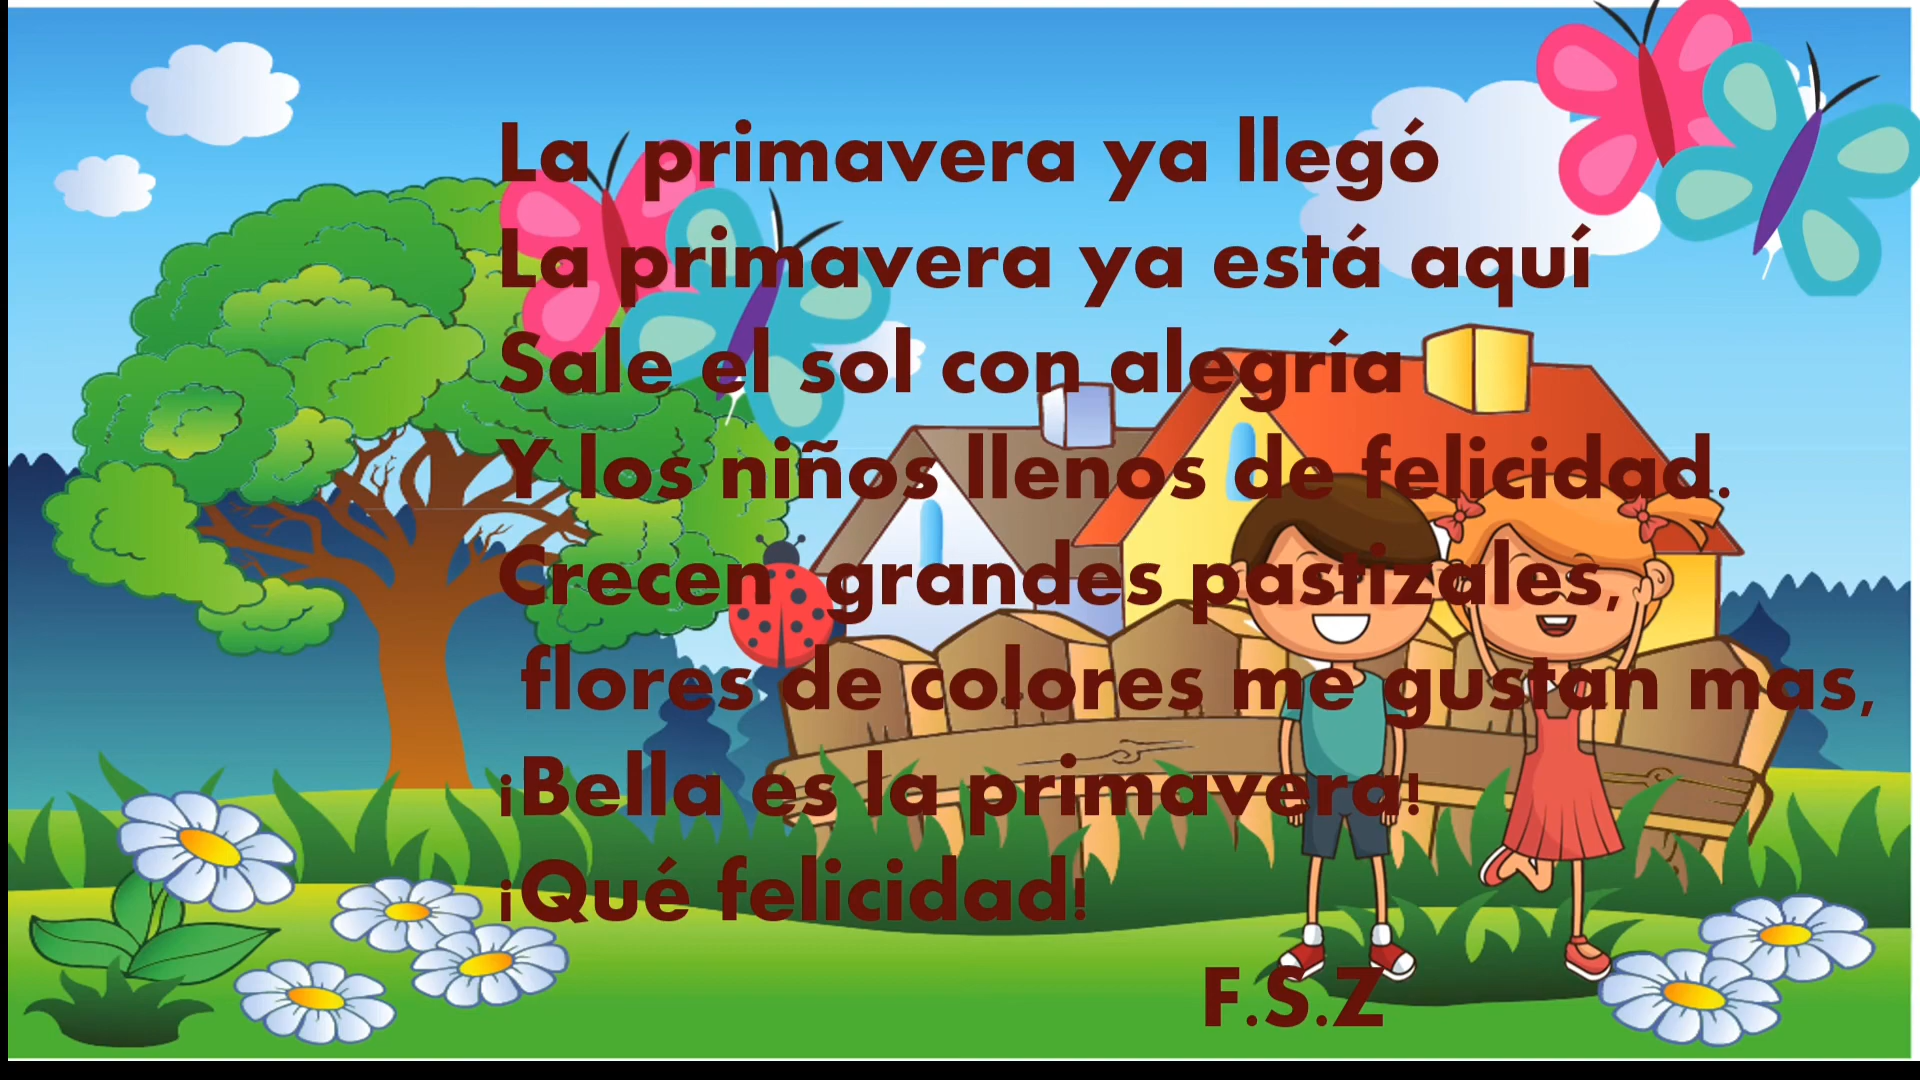 La primavera ya llegó
La primavera ya está aquí
Sale el sol con alegría
Y los niños llenos de felicidad.
Crecen grandes pastizales,
flores de colores me gustan mas,
¡Bella es la primavera!
¡Qué felicidad!
F.S.Z